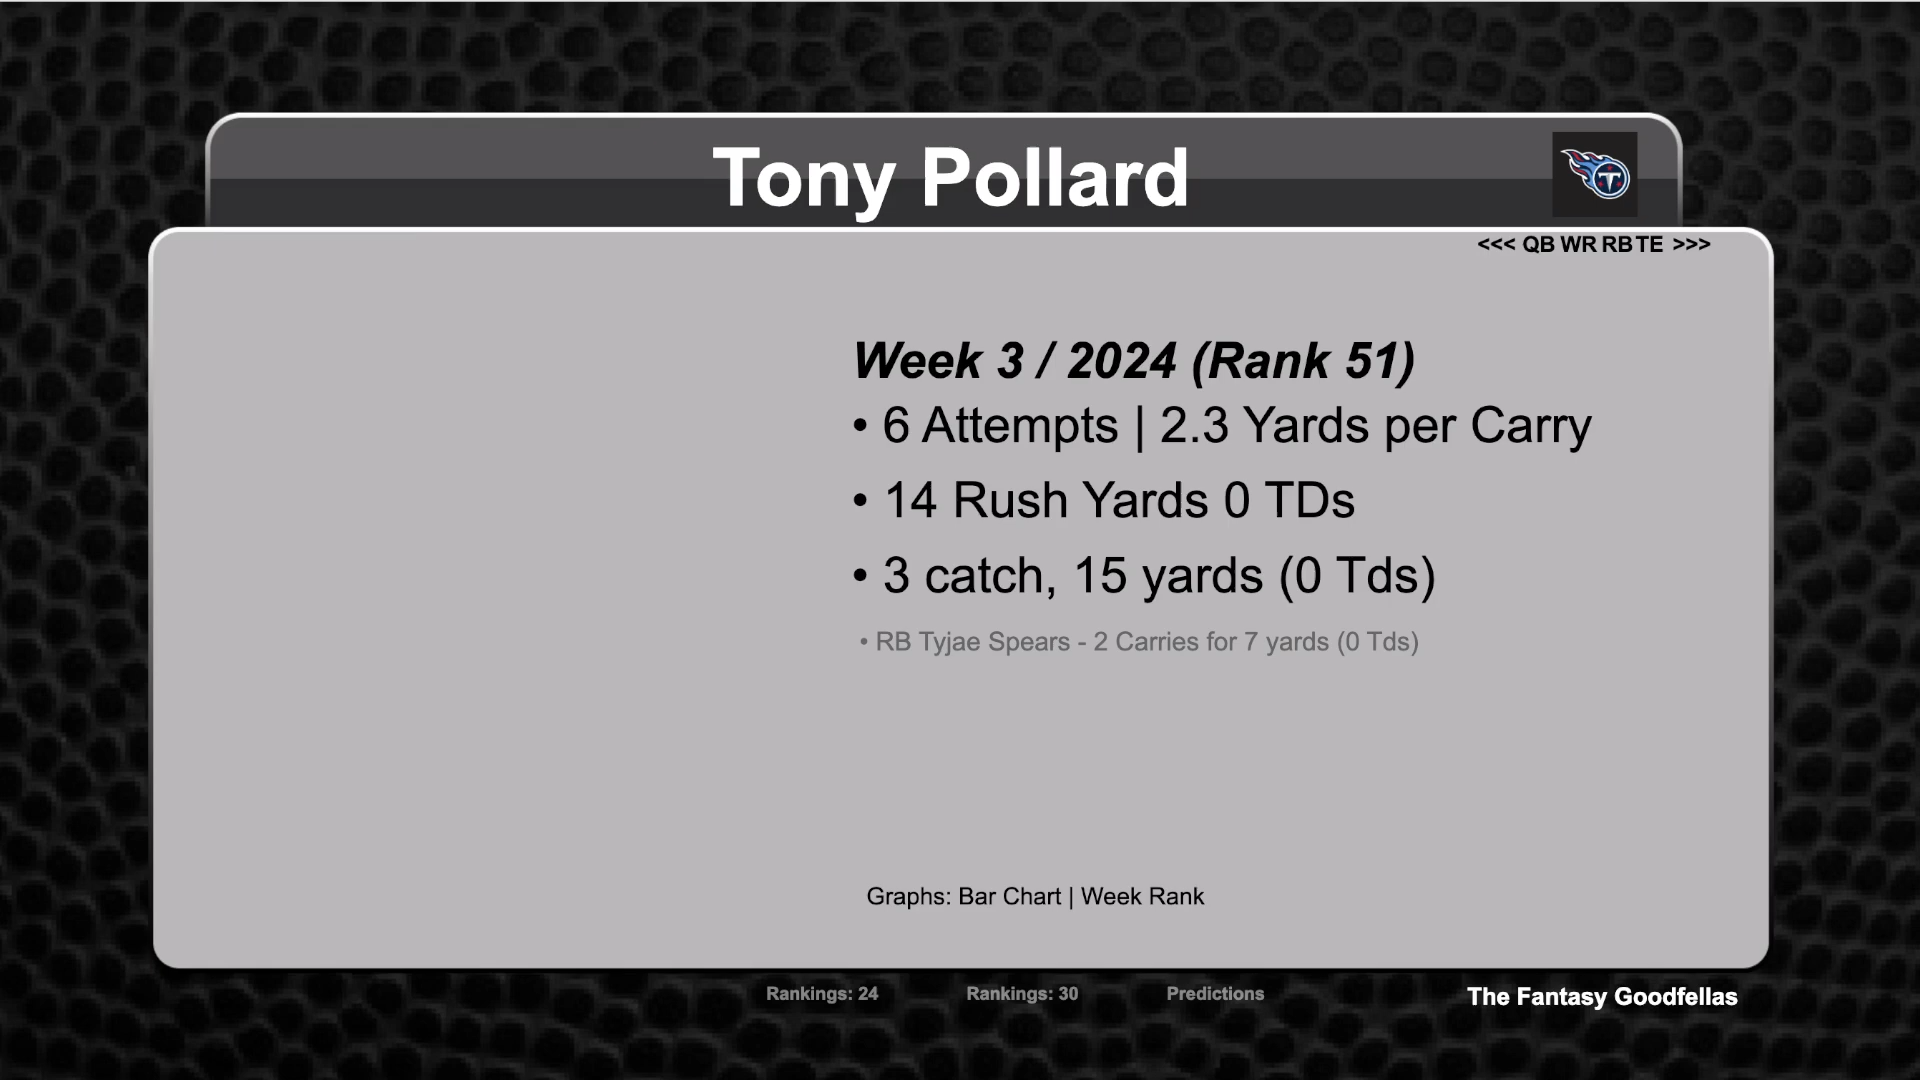 Tony Pollard
T
<<< QB WR RB TE >>>
Week 3 / 2024 (Rank 51)
• 6 Attempts | 2.3 Yards per Carry
• 14 Rush Yards 0 TDs
• 3 catch, 15 yards (0 Tds)
• RB Tyjae Spears - 2 Carries for 7 yards (0 Tds)
Graphs: Bar Chart | Week Rank
Rankings: 24 Rankings: 30 Predictions
The Fantasy Goodfellas